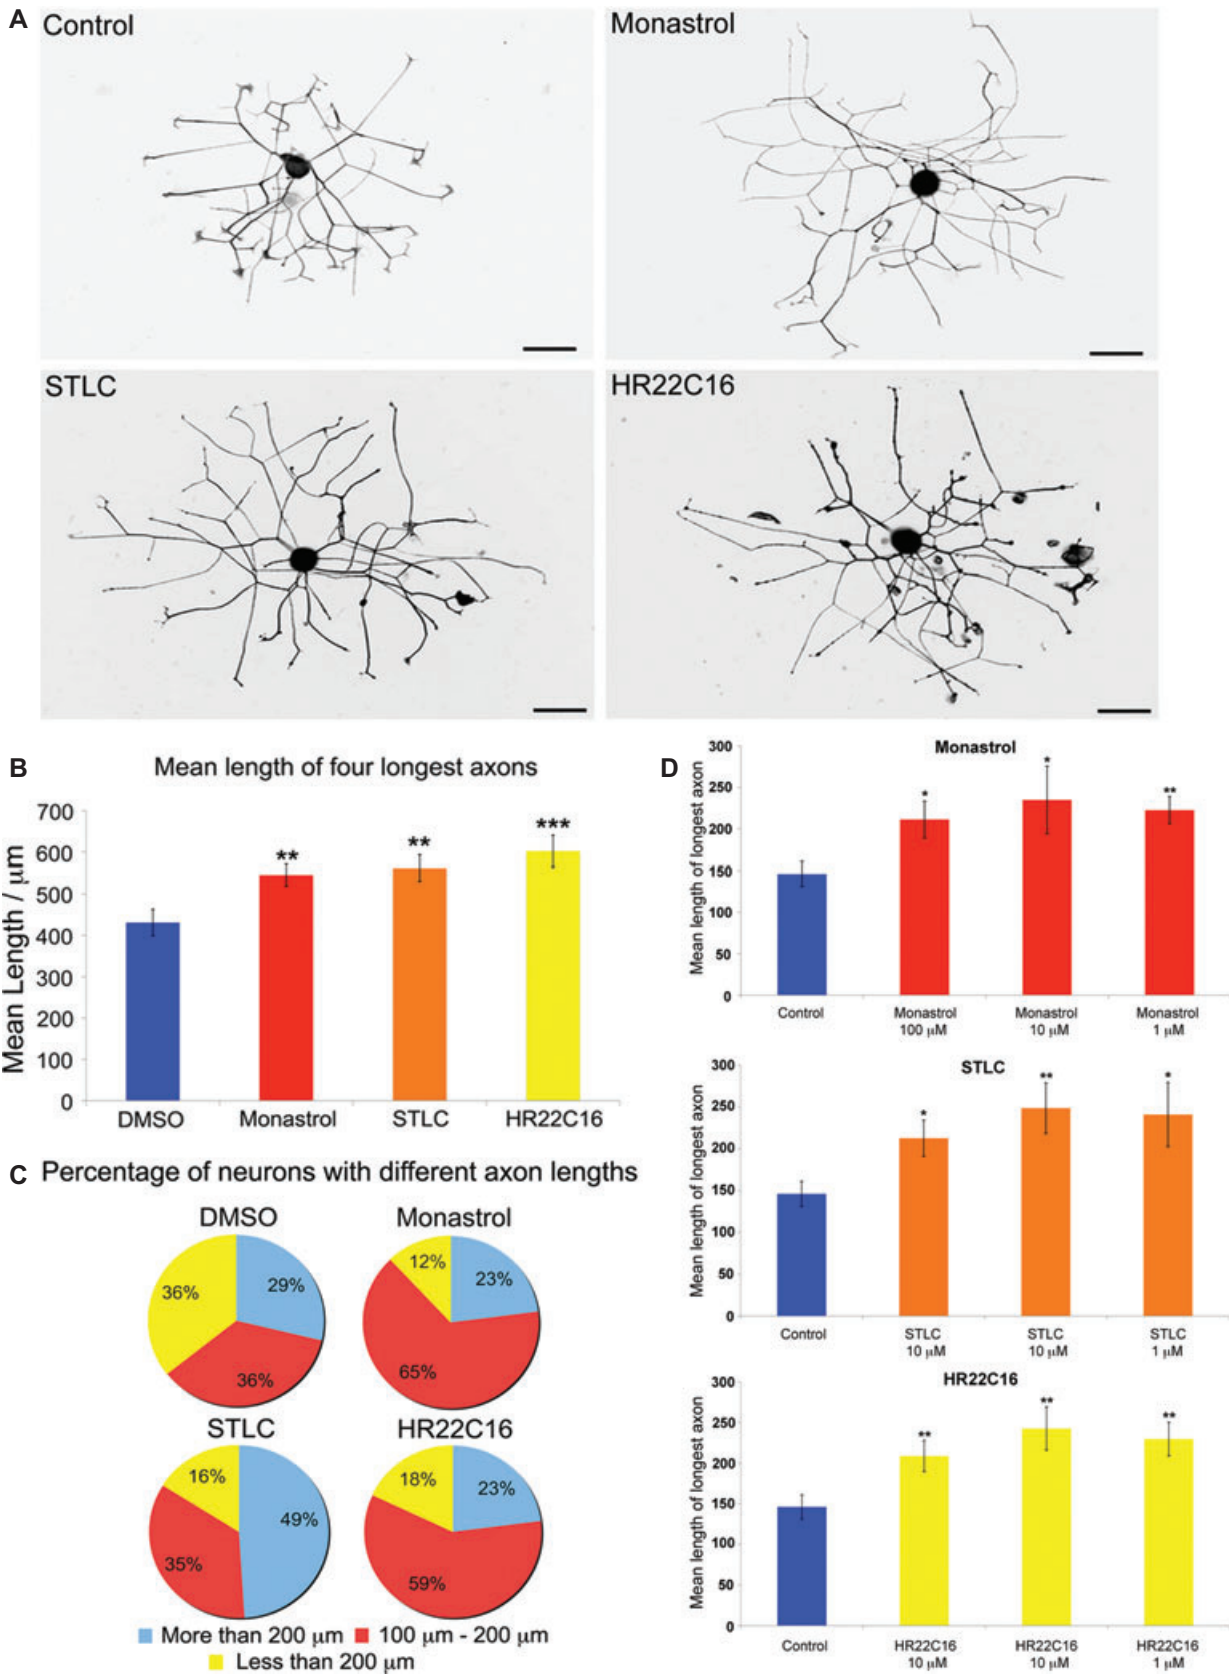 A
Control
Monastrol
STLC
HR22C16
B
Mean length of four longest axons
Mean Length / μm
700
600
500
400
300
200
100
0
**
**
***
DMSO
Monastrol
STLC
HR22C16
C
Percentage of neurons with different axon lengths
DMSO
Monastrol
36%
29%
36%
12%
23%
65%
STLC
HR22C16
16%
49%
35%
18%
23%
59%
More than 200 μm
100 μm - 200 μm
Less than 200 μm
D
Monastrol
Mean length of longest axon
300
250
200
150
100
50
0
*
*
**
Control
Monastrol
100 μM
Monastrol
10 μM
Monastrol
1 μM
STLC
Mean length of longest axon
300
250
200
150
100
50
0
*
**
*
Control
STLC
10 μM
STLC
10 μM
STLC
1 μM
HR22C16
Mean length of longest axon
300
250
200
150
100
50
0
**
**
**
Control
HR22C16
10 μM
HR22C16
10 μM
HR22C16
1 μM